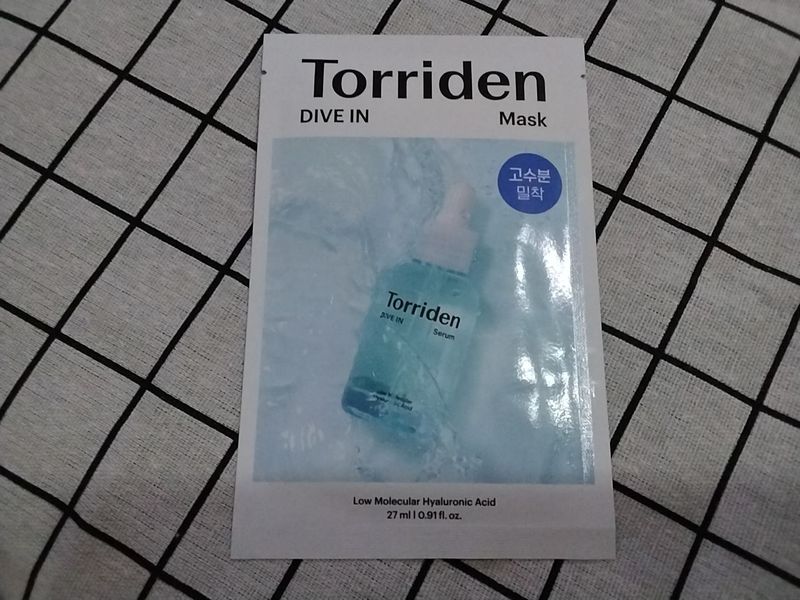 Torriden
DIVE IN Mask
고수분
밀착
Torriden
DIVE IN
Serum
Low Molecular Hyaluronic Acid
27 ml | 0.91 fl. oz.